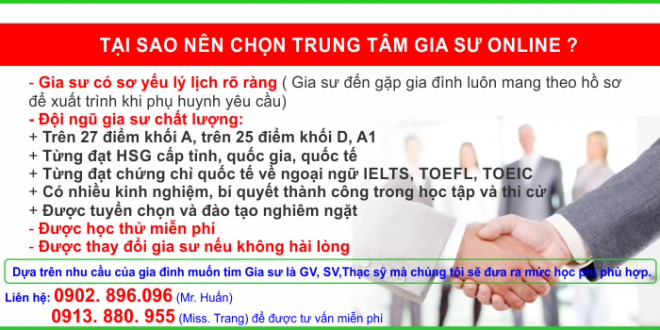 TẠI SAO NÊN CHỌN TRUNG TÂM GIA SƯ ONLINE ?
- Gia sư có sơ yếu lý lịch rõ ràng ( Gia sư đến gặp gia đình luôn mang theo hồ sơ
để xuất trình khi phụ huynh yêu cầu)
- Đội ngũ gia sư chất lượng:
+ Trên 27 điểm khối A, trên 25 điểm khối D, A1
+ Từng đạt HSG cấp tỉnh, quốc gia, quốc tế
+ Từng đạt chứng chỉ quốc tế về ngoại ngữ IELTS, TOEFL, TOEIC
+ Có nhiều kinh nghiệm, bí quyết thành công trong học tập và thi cử
+ Được tuyển chọn và đào tạo nghiêm ngặt
- Được học thử miễn phí
- Được thay đổi gia sư nếu không hài lòng
Dựa trên nhu cầu của gia đình muốn tìm Gia sư là GV, SV,Thạc sỹ mà chúng tôi sẽ đưa ra mức học phí phù hợp.
Liên hệ: 0902. 896.096 (Mr. Huấn)
0913. 880. 955 (Miss. Trang) để được tư vấn miễn phí